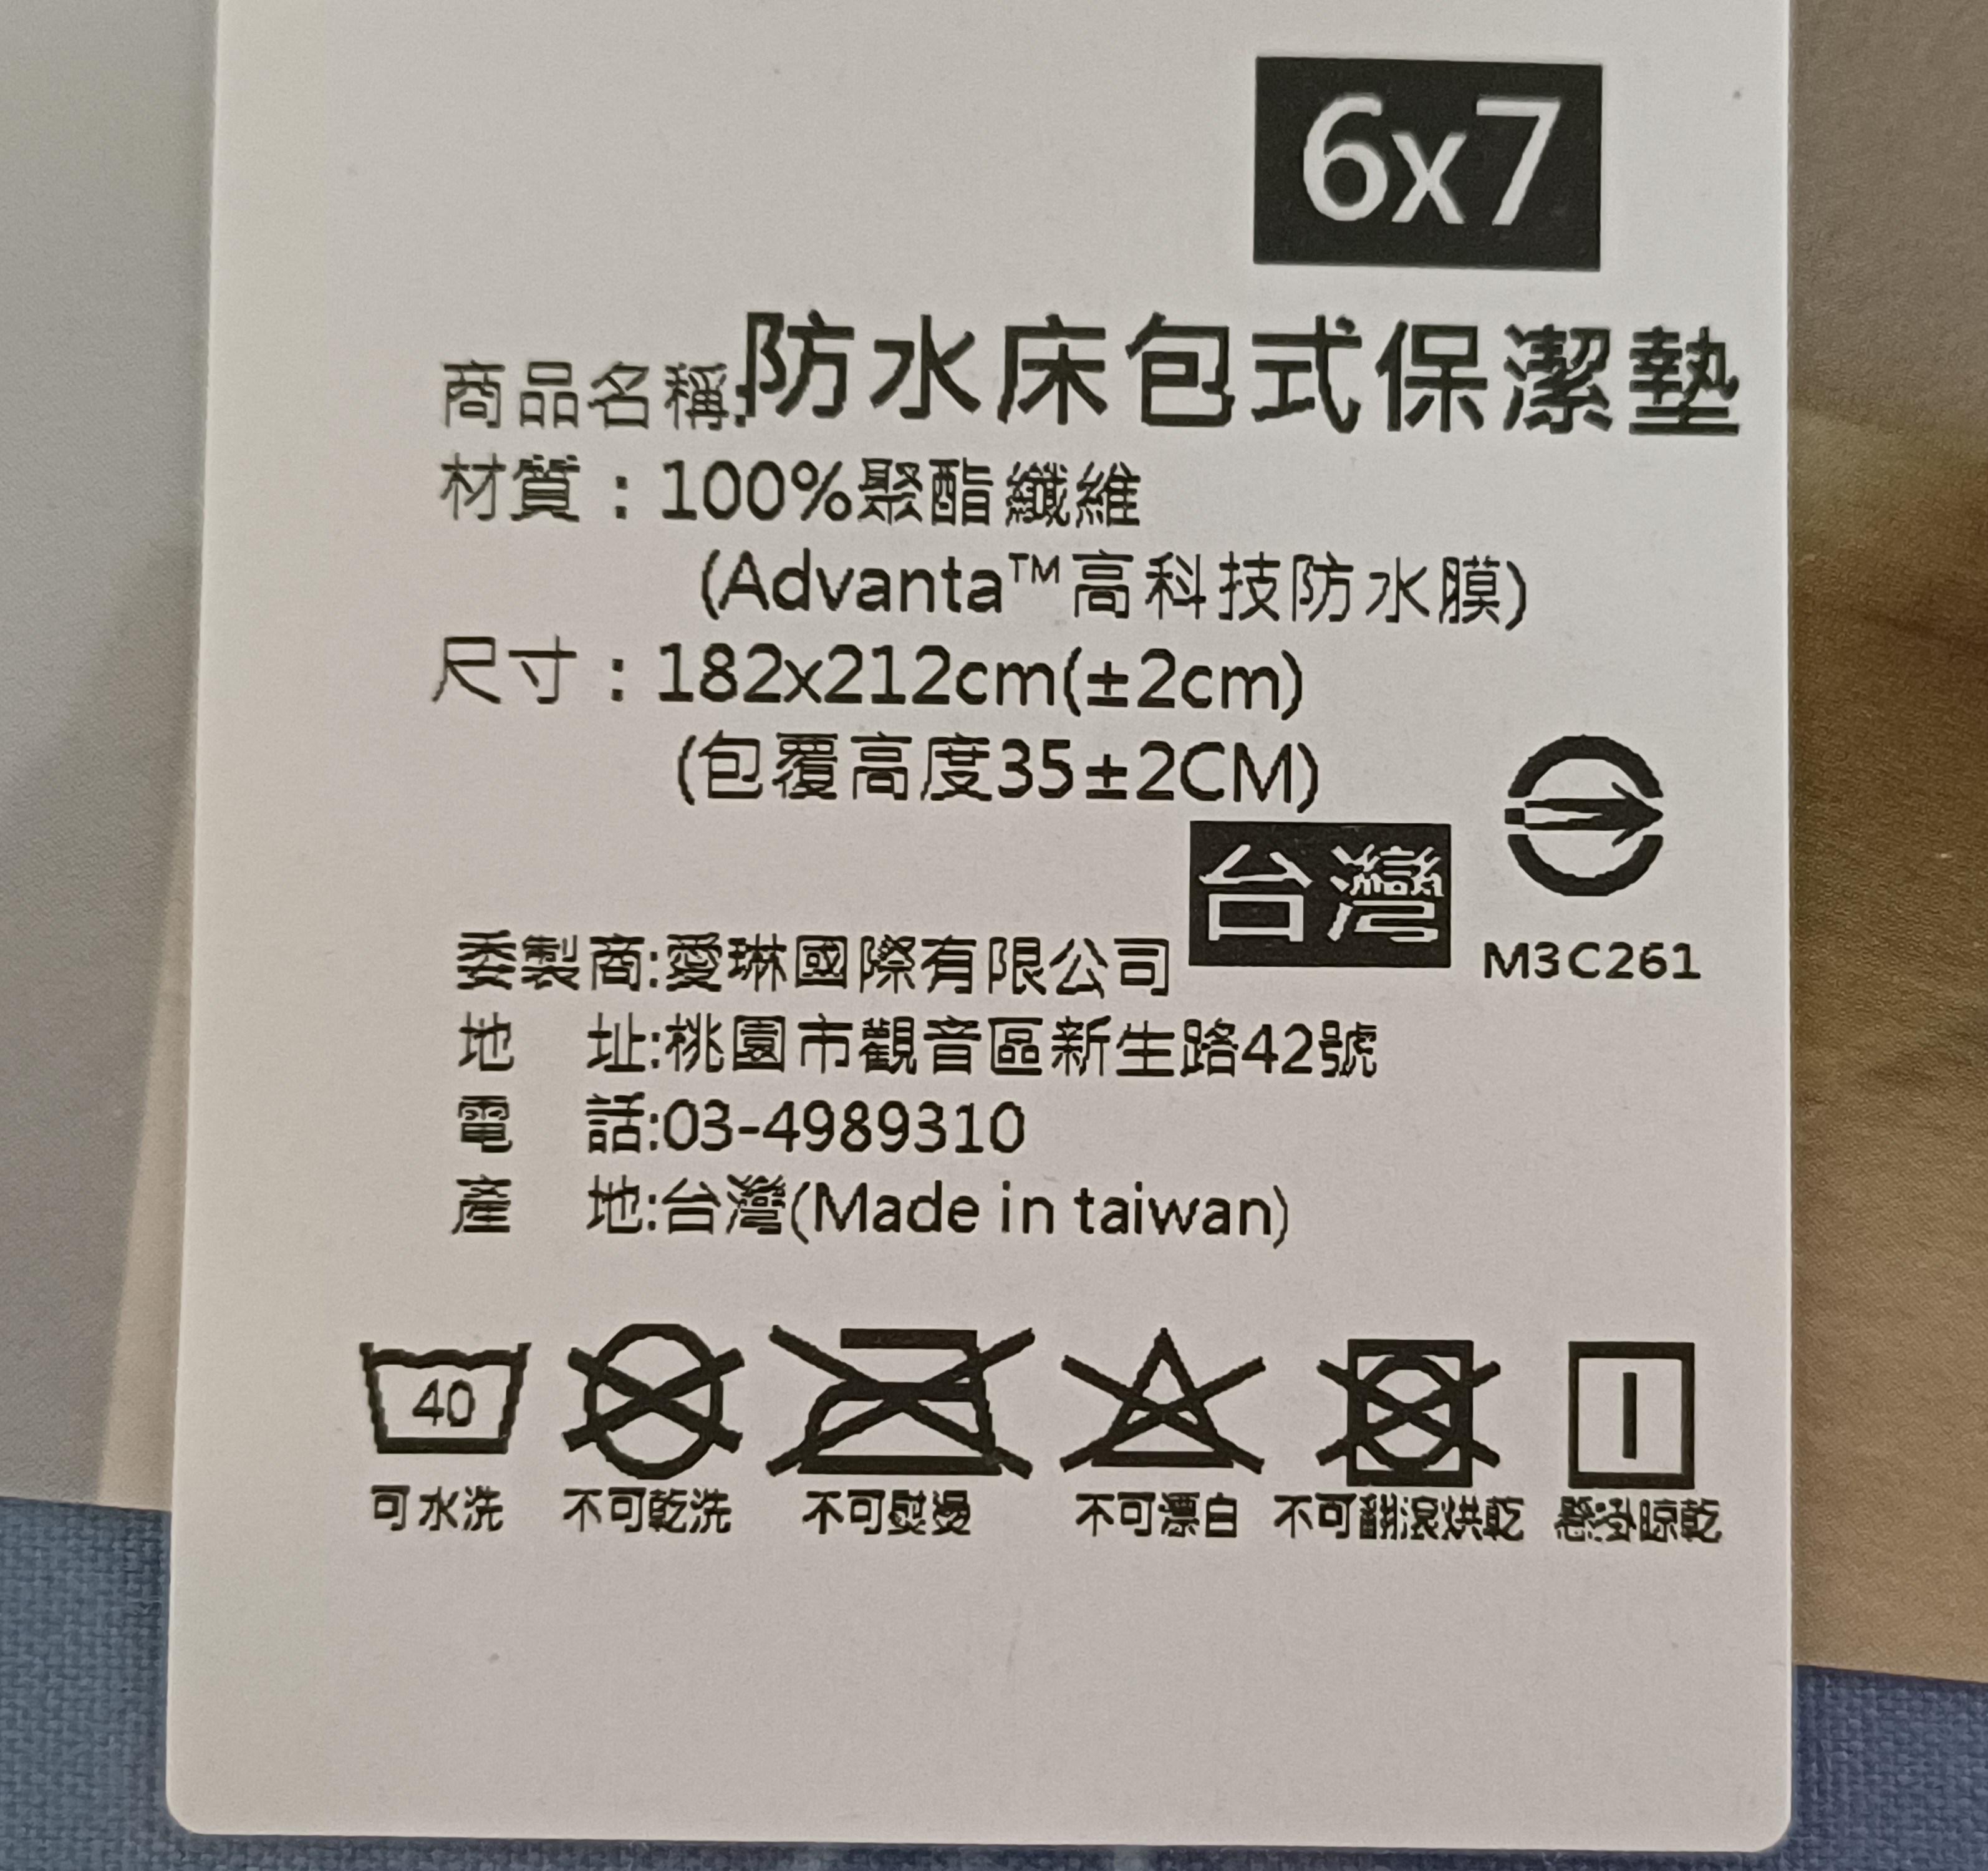 6x7
商品名稱:防水床包式保潔墊
材質：100%聚酯纖維
(Advanta™高科技防水膜)
尺寸：182x212cm(±2cm)
(包覆高度35±2CM)
台灣
M3C261
委製商:愛琳國際有限公司
地　址:桃園市觀音區新生路42號
電　話:03-4989310
產　地:台灣(Made in taiwan)
40
可水洗 不可乾洗 不可熨燙 不可漂白 不可翻滾烘乾 懸掛晾乾